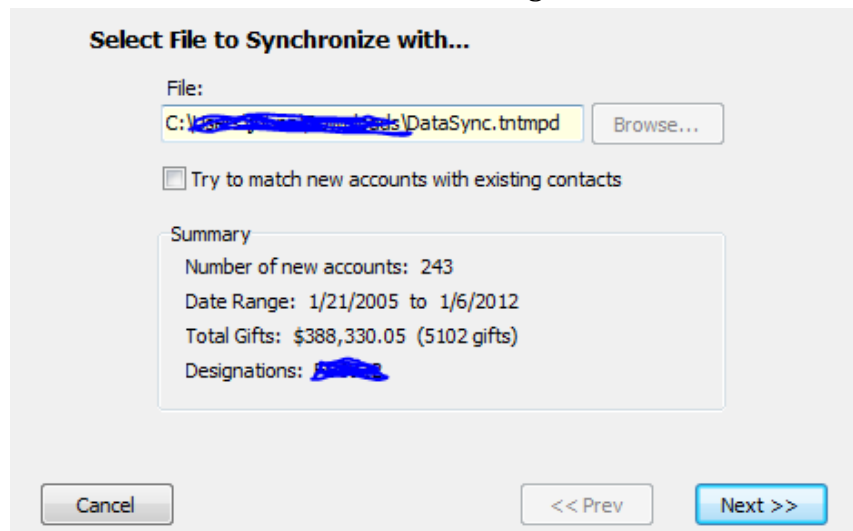 Select File to Synchronize with...
File:
C:\ \DataSync.tntmpd Browse...
Try to match new accounts with existing contacts
Summary
Number of new accounts: 243
Date Range: 1/21/2005 to 1/6/2012
Total Gifts: $388,330.05 (5102 gifts)
Designations:
Cancel << Prev Next >>